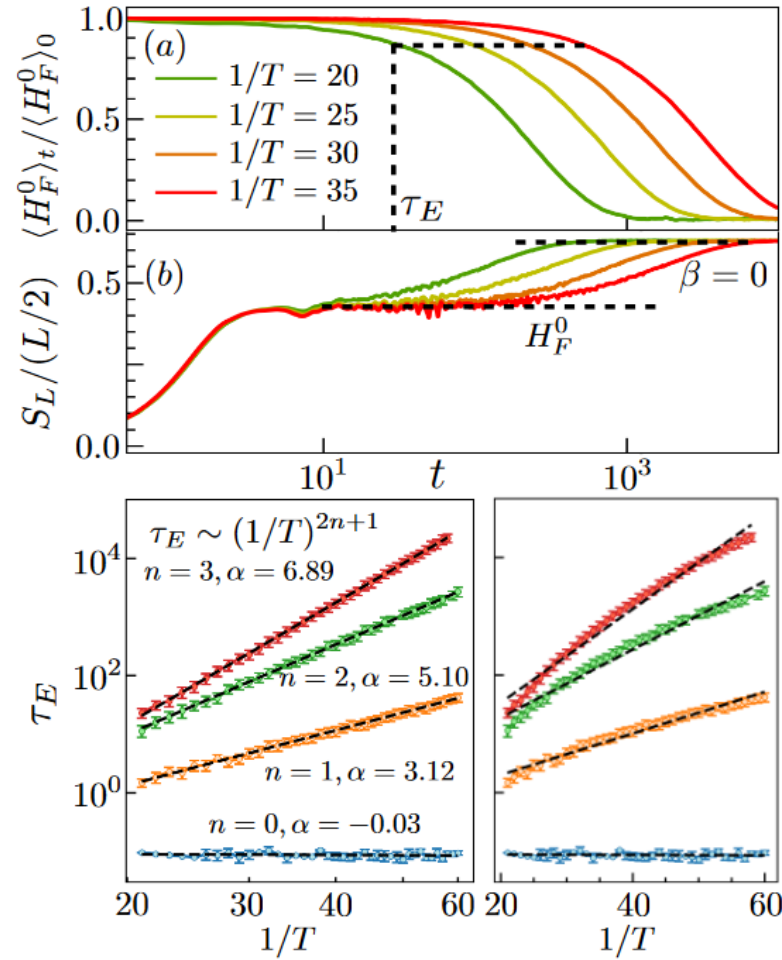 1.0
0.5
0.0
⟨H_F^0⟩_t/⟨H_F^0⟩_0
(a)
1/T = 20
1/T = 25
1/T = 30
1/T = 35
τ_E
0.5
0.0
S_L/(L/2)
(b)
β = 0
H_F^0
10^1
t
10^3
τ_E ∼ (1/T)^{2n+1}
n = 3, α = 6.89
n = 2, α = 5.10
n = 1, α = 3.12
n = 0, α = −0.03
10^4
10^2
10^0
τ_E
20 30 40 60
1/T
20 40 60
1/T